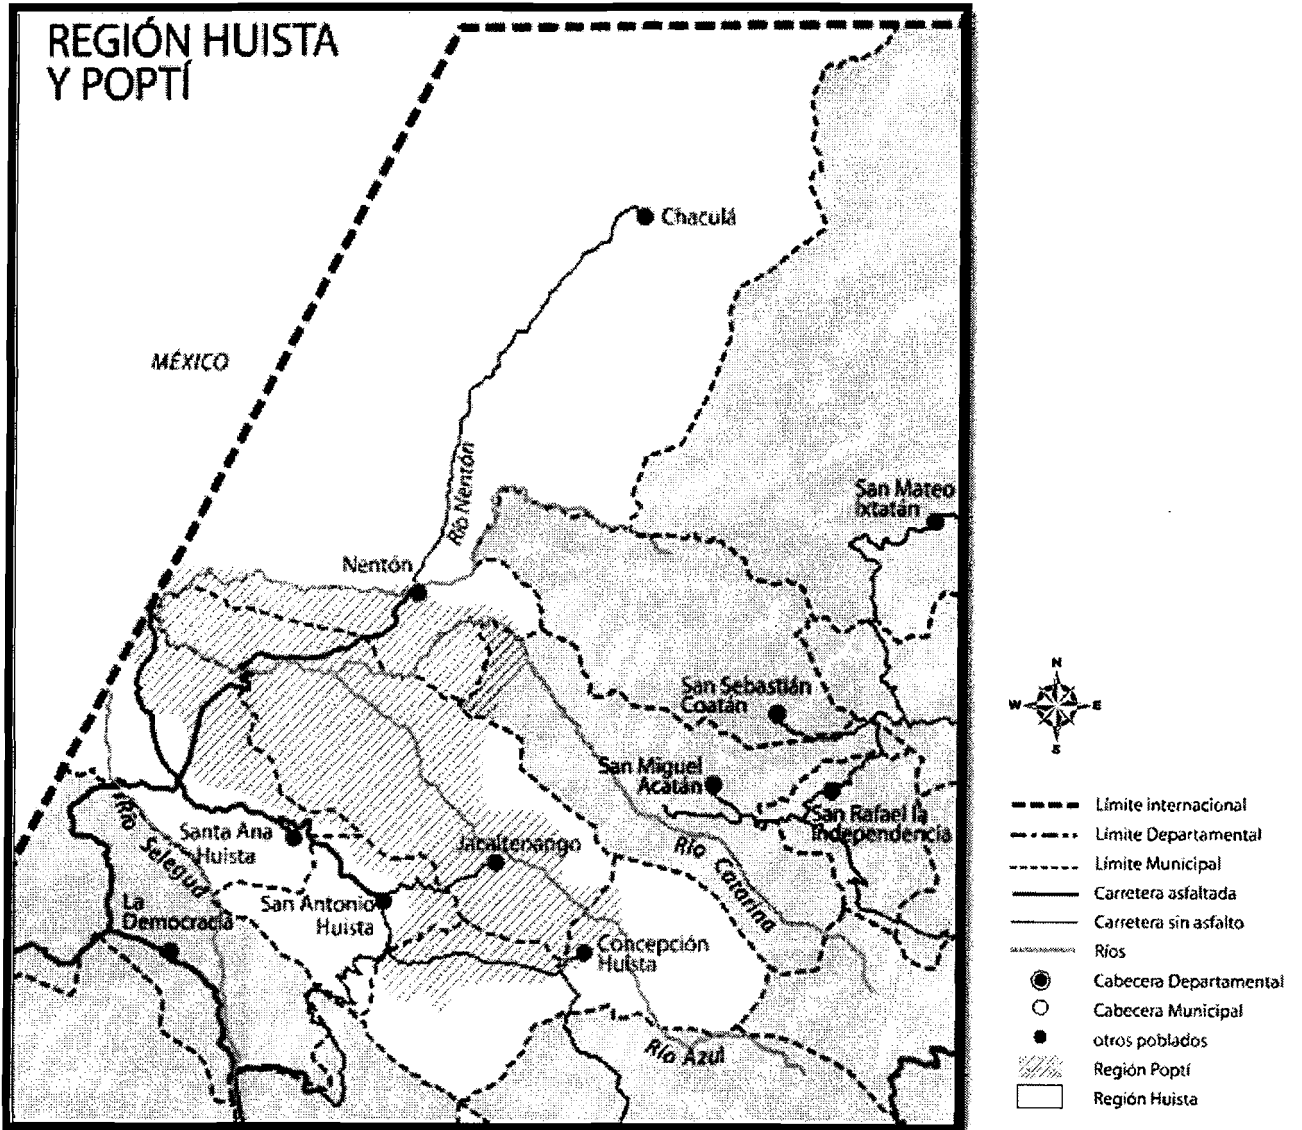 REGIÓN HUISTA
Y POPTÍ
Chaculá
MÉXICO
Río Nentón
San Mateo
Ixtatán
Nentón
San Sebastián
Coatán
San Miguel
Acatán
San Rafael la
Independencia
Río Selegua
Santa Ana
Huista
Jacaltenango
Río Catarina
La
Democracia
San Antonio
Huista
Concepción
Huista
Río Azul
N
W
E
S
Límite internacional
Límite Departamental
Límite Municipal
Carretera asfaltada
Carretera sin asfalto
Ríos
Cabecera Departamental
Cabecera Municipal
otros poblados
Región Poptí
Región Huista